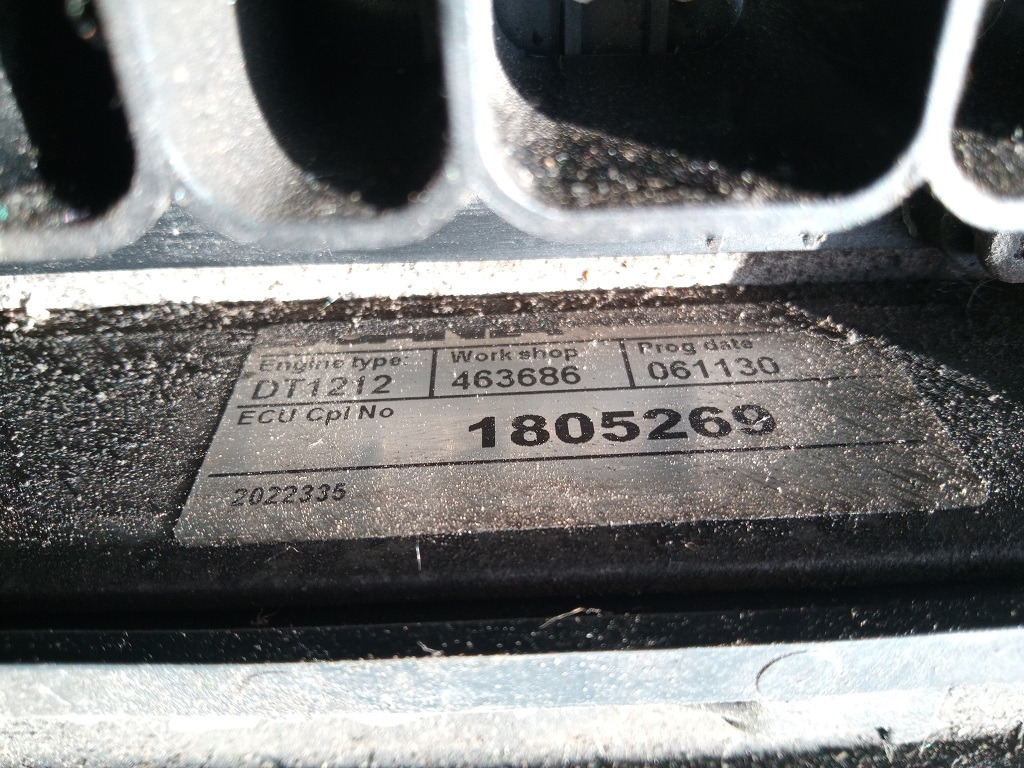 Engine type: Work shop Prog date
DT1212 463686 061130
ECU Cpl No 1805269
2022335